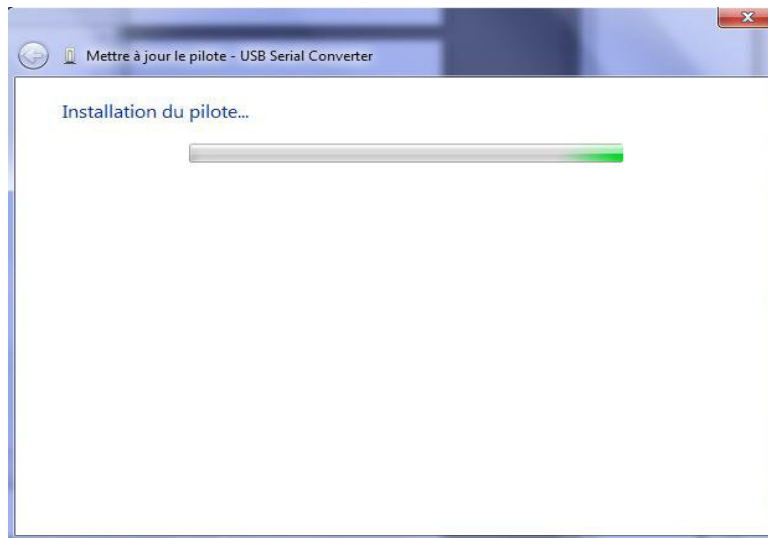 Mettre à jour le pilote - USB Serial Converter
Installation du pilote...